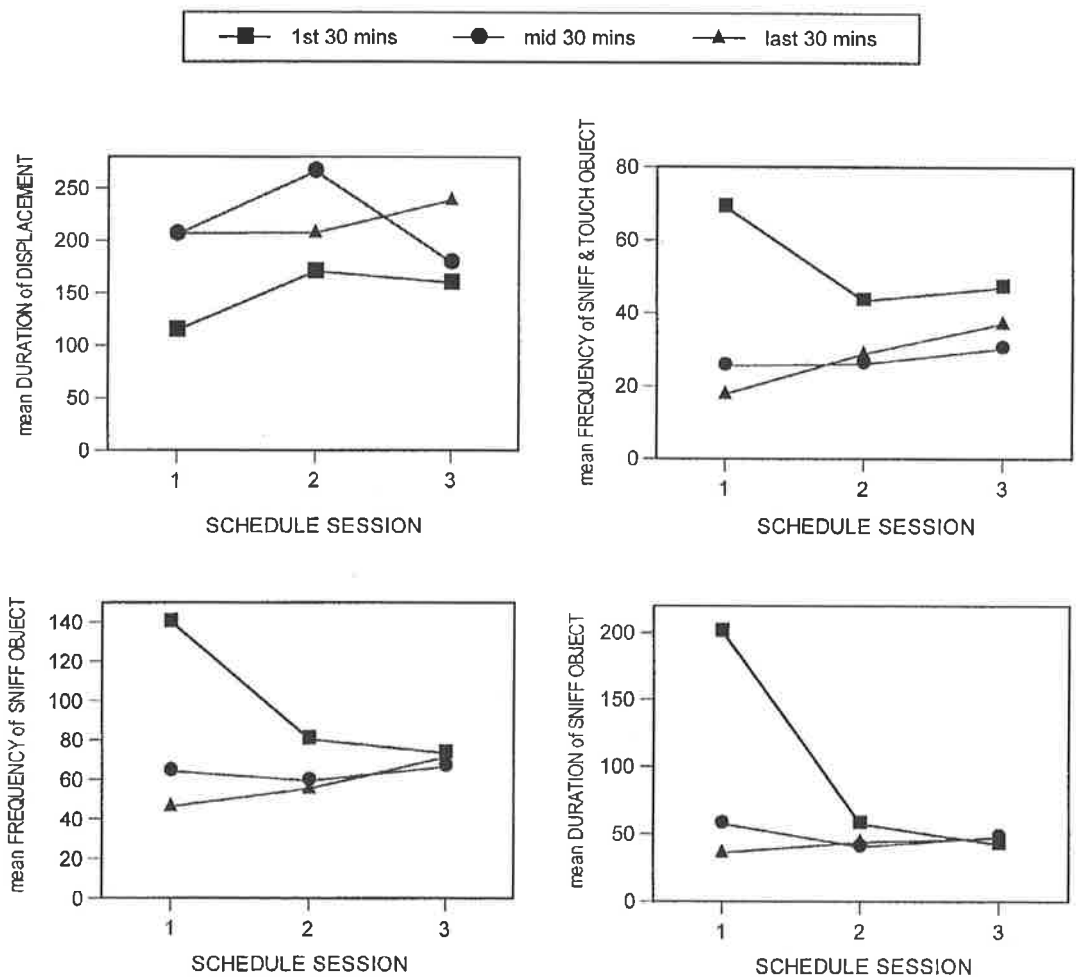 1st 30 mins mid 30 mins last 30 mins
mean DURATION of DISPLACEMENT
250
200
150
100
50
0
1 2 3
SCHEDULE SESSION
mean FREQUENCY of SNIFF & TOUCH OBJECT
80
60
40
20
0
1 2 3
SCHEDULE SESSION
mean FREQUENCY of SNIFF OBJECT
140
120
100
80
60
40
20
0
1 2 3
SCHEDULE SESSION
mean DURATION of SNIFF OBJECT
200
150
100
50
0
1 2 3
SCHEDULE SESSION